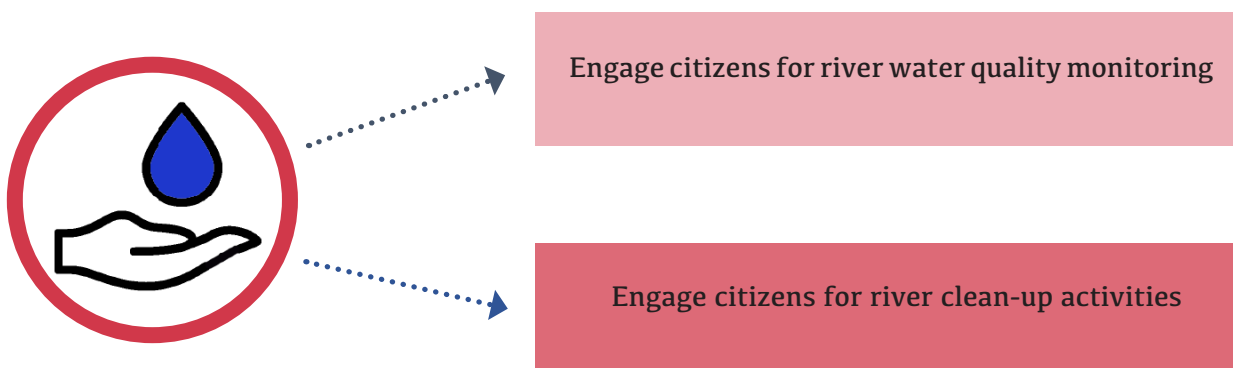 Engage citizens for river water quality monitoring
Engage citizens for river clean-up activities